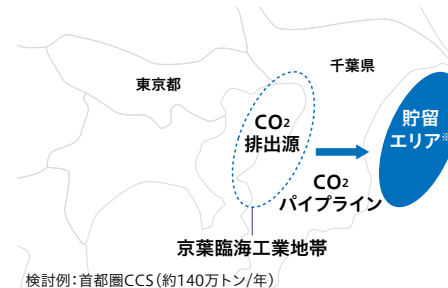 千葉県
東京都
CO₂
排出源
貯留
エリア※
CO₂
パイプライン
京葉臨海工業地帯
検討例:首都圏CCS(約140万トン/年)